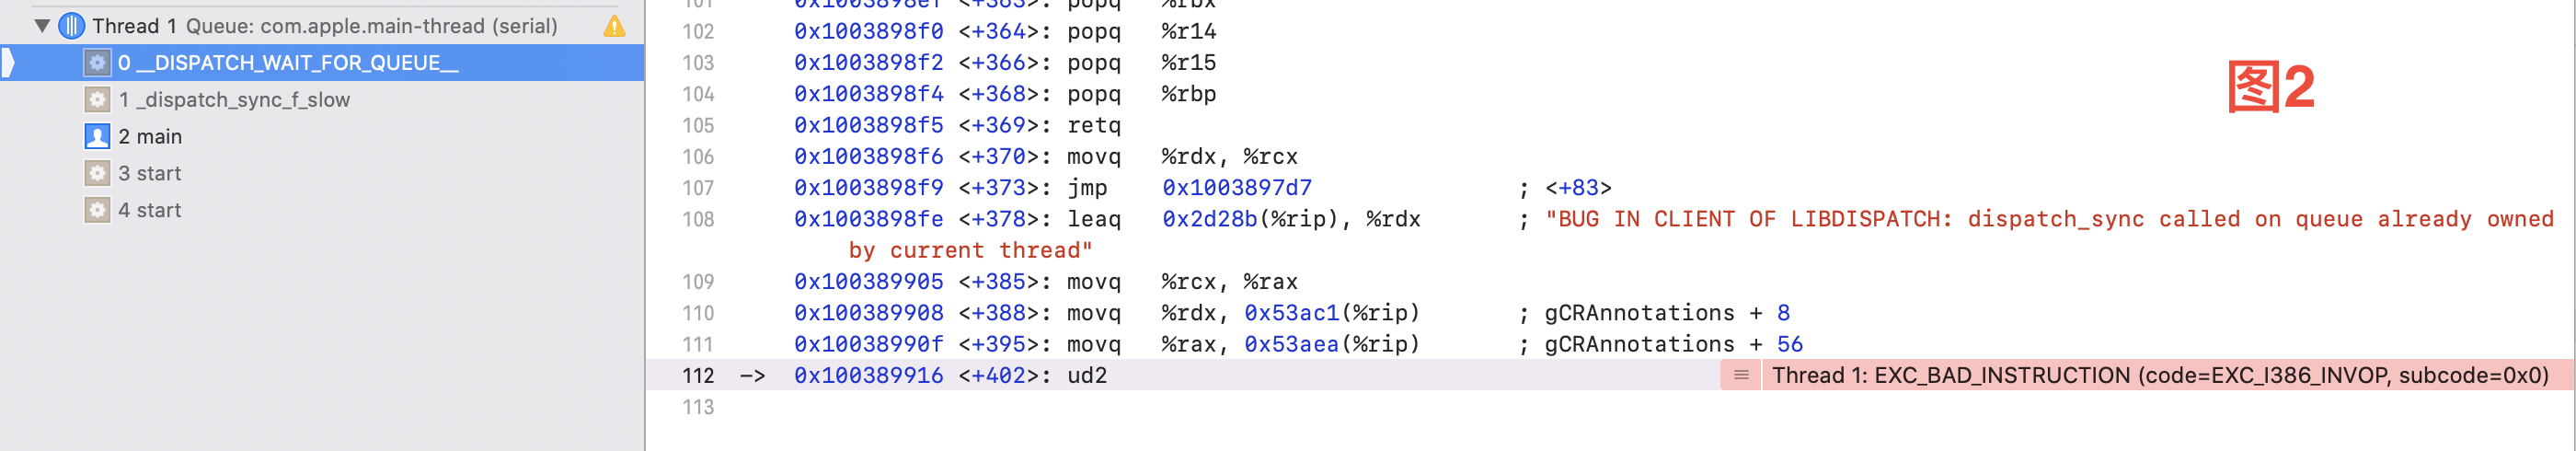 Thread 1 Queue: com.apple.main-thread (serial)
0 __DISPATCH_WAIT_FOR_QUEUE__
1 _dispatch_sync_f_slow
2 main
3 start
4 start
101 0x1003898ef <+363>: popq %rbx
102 0x1003898f0 <+364>: popq %r14
103 0x1003898f2 <+366>: popq %r15
104 0x1003898f4 <+368>: popq %rbp
105 0x1003898f5 <+369>: retq
106 0x1003898f6 <+370>: movq %rdx, %rcx
107 0x1003898f9 <+373>: jmp 0x1003897d7 ; <+83>
108 0x1003898fe <+378>: leaq 0x2d28b(%rip), %rdx ; "BUG IN CLIENT OF LIBDISPATCH: dispatch_sync called on queue already owned
by current thread"
109 0x100389905 <+385>: movq %rcx, %rax
110 0x100389908 <+388>: movq %rdx, 0x53ac1(%rip) ; gCRAnnotations + 8
111 0x10038990f <+395>: movq %rax, 0x53aea(%rip) ; gCRAnnotations + 56
112 -> 0x100389916 <+402>: ud2 Thread 1: EXC_BAD_INSTRUCTION (code=EXC_I386_INVOP, subcode=0x0)
113
图2